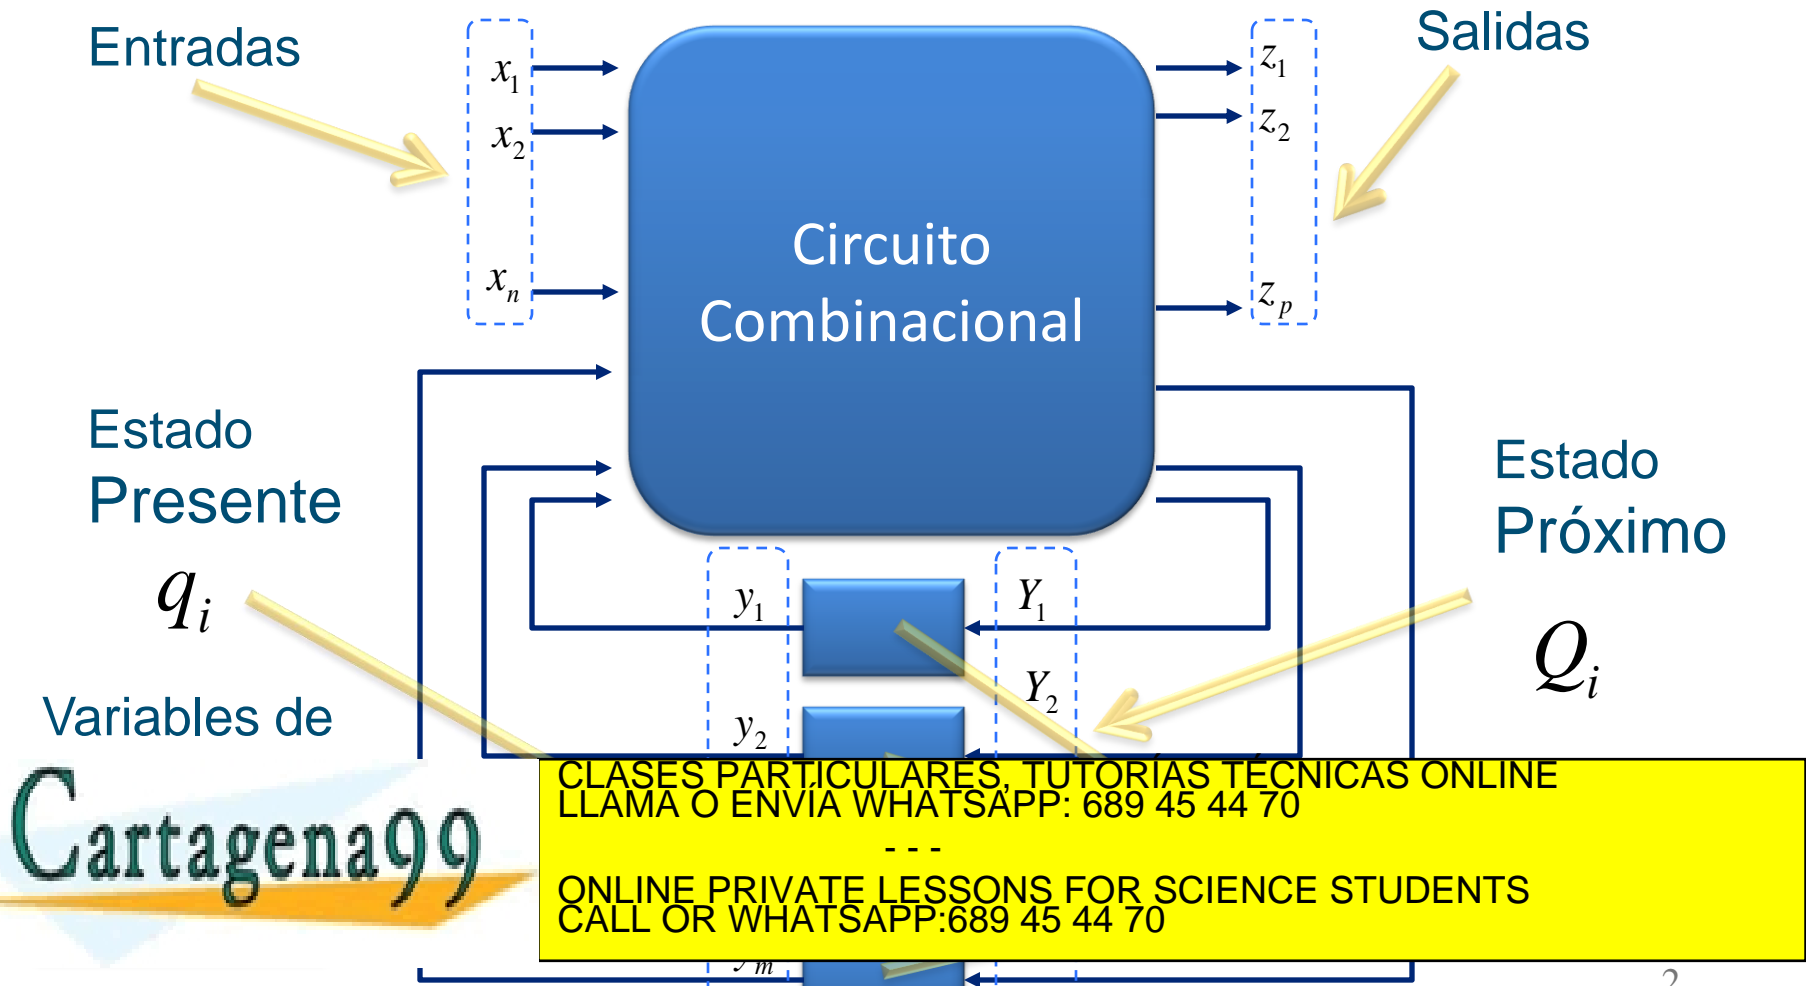 Entradas
Salidas
x1
x2
xn
z1
z2
zp
Circuito
Combinacional
Estado
Presente
qi
Estado
Próximo
Qi
y1
Y1
y2
Y2
Variables de
Cartagena99
CLASES PARTICULARES, TUTORÍAS TÉCNICAS ONLINE
LLAMA O ENVÍA WHATSAPP: 689 45 44 70
- - -
ONLINE PRIVATE LESSONS FOR SCIENCE STUDENTS
CALL OR WHATSAPP:689 45 44 70
ym
2